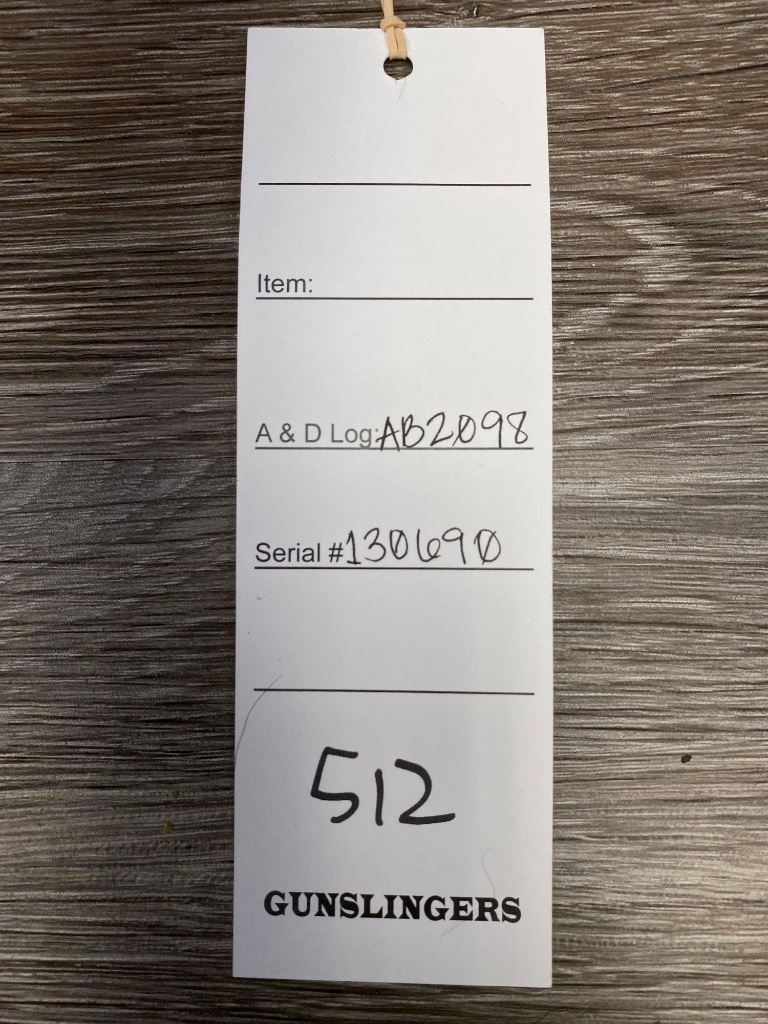 Item:
A & D Log: AB2098
Serial # 130690
512
GUNSLINGERS